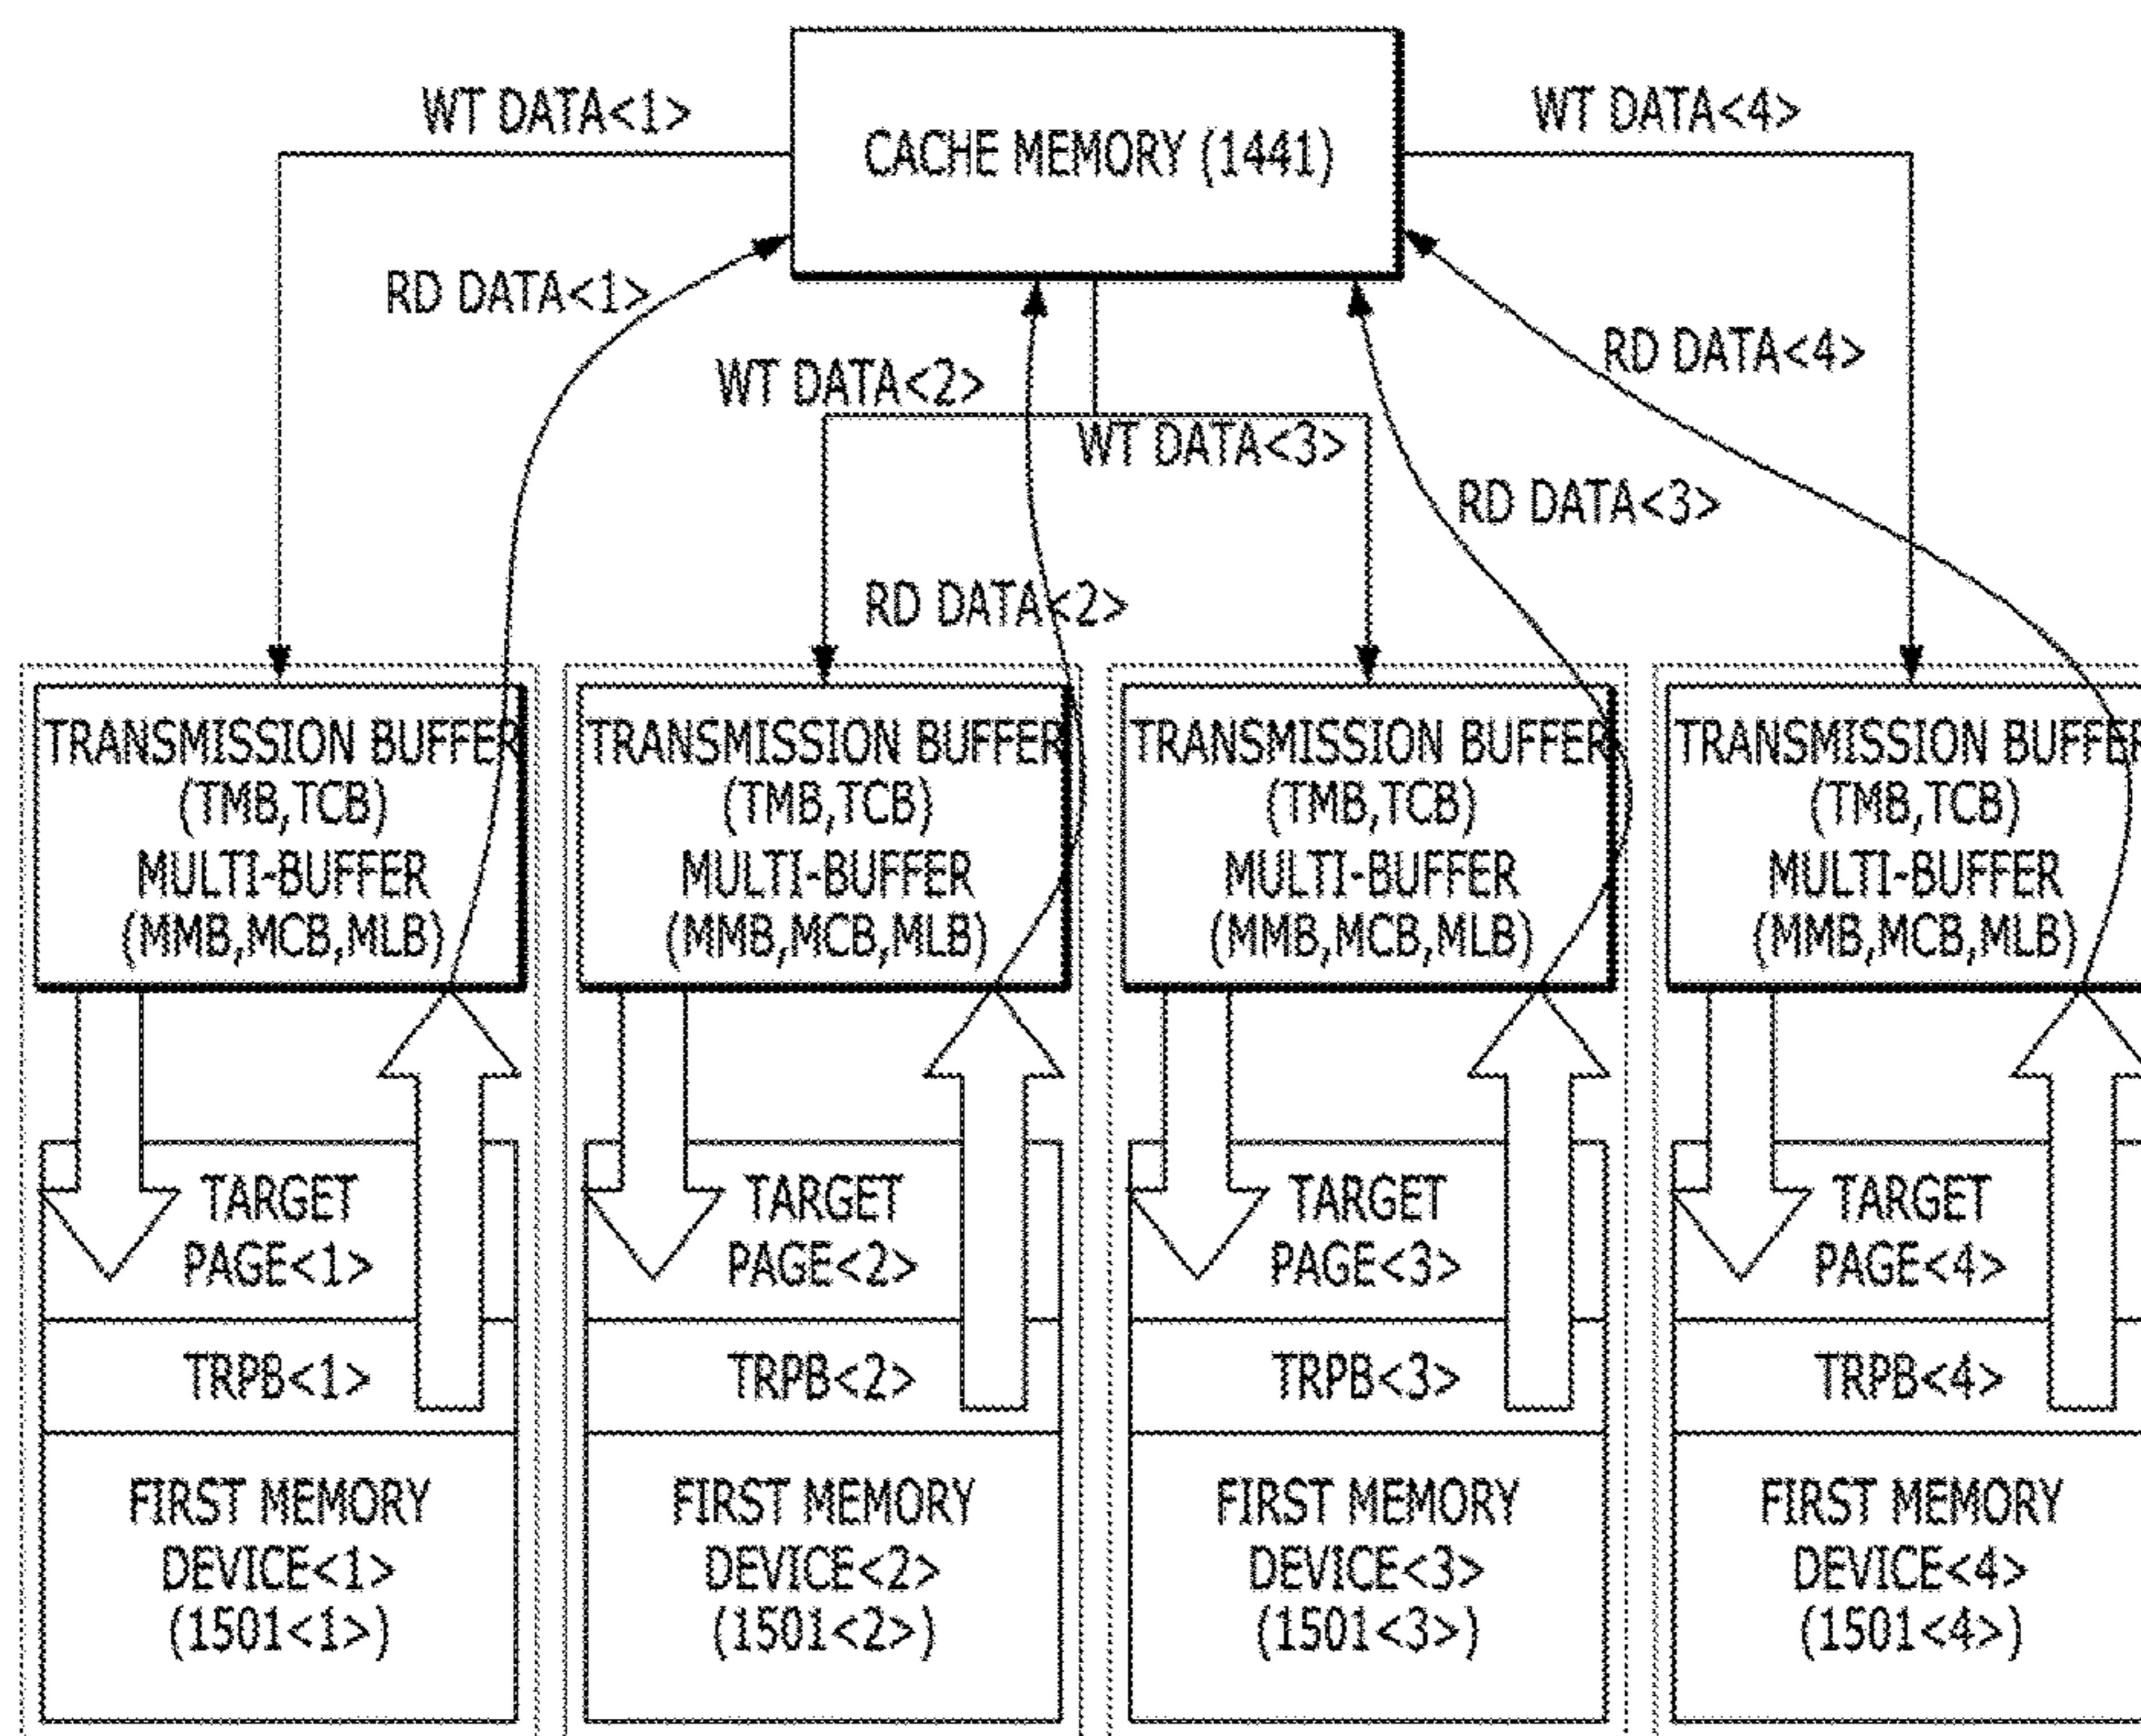 WT DATA<1>
CACHE MEMORY (1441)
WT DATA<4>
RD DATA<1>
RD DATA<4>
WT DATA<2>
WT DATA<3>
RD DATA<3>
RD DATA<2>
TRANSMISSION BUFFER
(TMB,TCB)
MULTI-BUFFER
(MMB,MCB,MLB)
TARGET
PAGE<1>
TRPB<1>
FIRST MEMORY
DEVICE<1>
(1501<1>)
TRANSMISSION BUFFER
(TMB,TCB)
MULTI-BUFFER
(MMB,MCB,MLB)
TARGET
PAGE<2>
TRPB<2>
FIRST MEMORY
DEVICE<2>
(1501<2>)
TRANSMISSION BUFFER
(TMB,TCB)
MULTI-BUFFER
(MMB,MCB,MLB)
TARGET
PAGE<3>
TRPB<3>
FIRST MEMORY
DEVICE<3>
(1501<3>)
TRANSMISSION BUFFER
(TMB,TCB)
MULTI-BUFFER
(MMB,MCB,MLB)
TARGET
PAGE<4>
TRPB<4>
FIRST MEMORY
DEVICE<4>
(1501<4>)